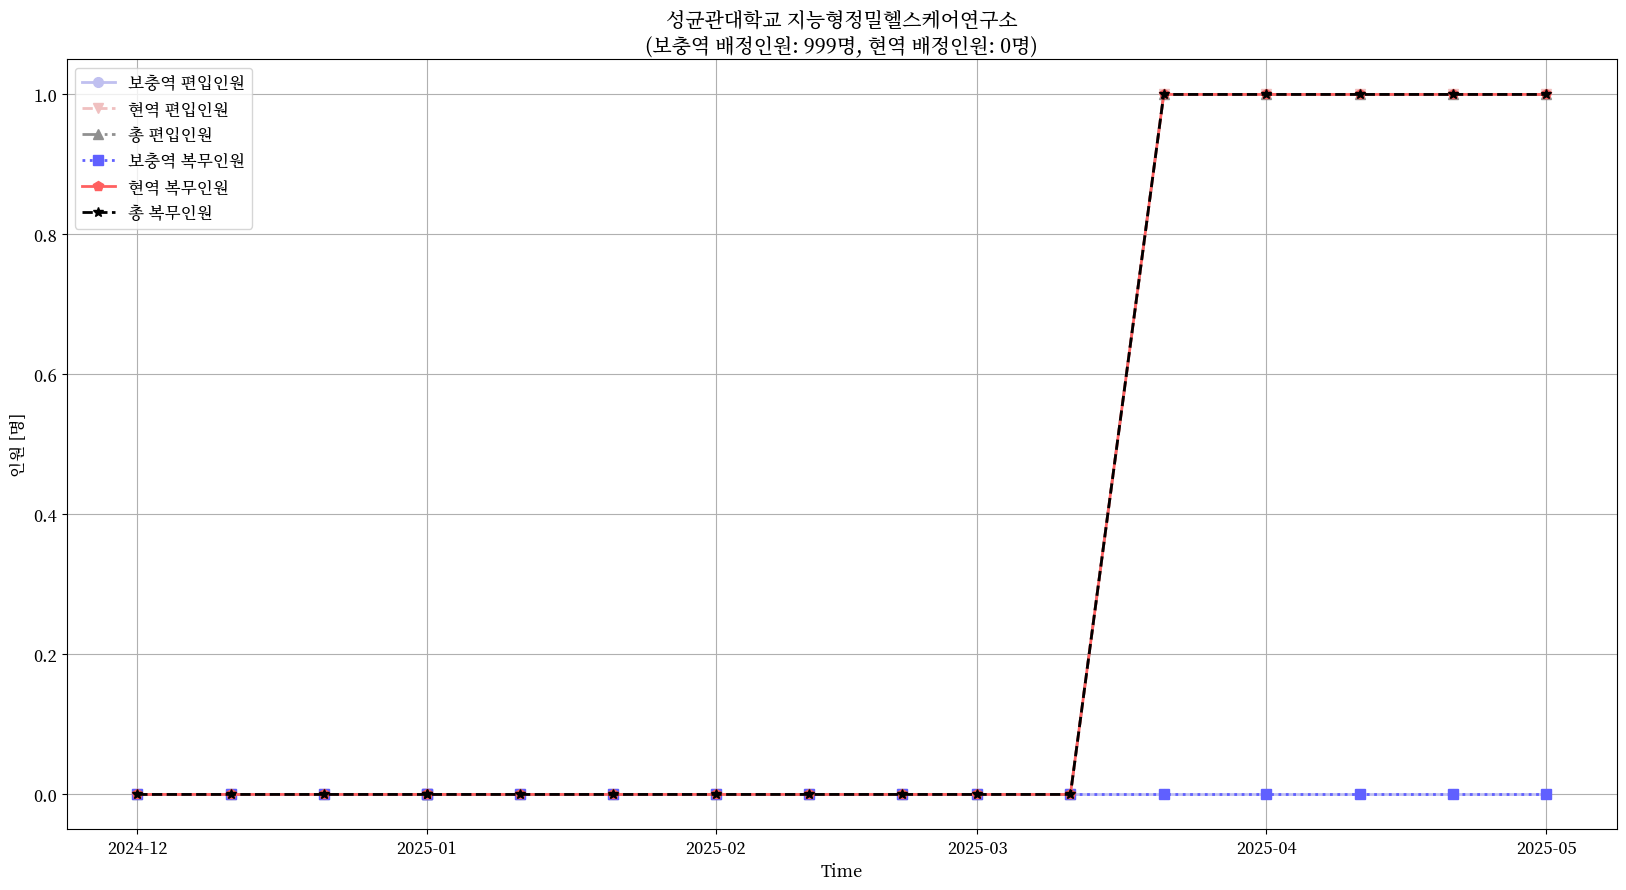 성균관대학교 지능형정밀헬스케어연구소
(보충역 배정인원: 999명, 현역 배정인원: 0명)
보충역 편입인원
현역 편입인원
총 편입인원
보충역 복무인원
현역 복무인원
총 복무인원
1.0
0.8
0.6
0.4
0.2
0.0
인원 [명]
2024-12
2025-01
2025-02
2025-03
2025-04
2025-05
Time